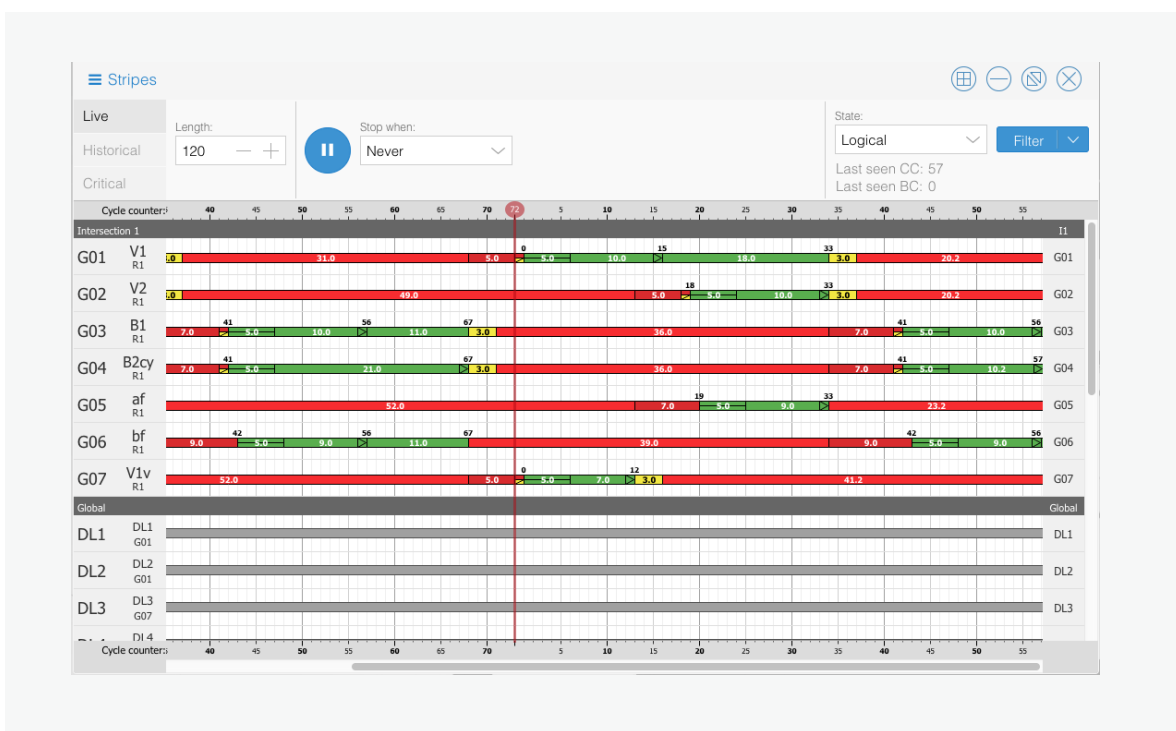 Stripes
Live
Historical
Critical
Length:
120
Stop when:
Never
State:
Logical
Filter
Last seen CC: 57
Last seen BC: 0
Cycle counter: 40 45 50 55 60 65 70 72 5 10 15 20 25 30 35 40 45 50 55
Intersection 1 I1
0 15 33
G01 V1 R1 .0 31.0 5.0 5.0 10.0 18.0 3.0 20.2 G01
18 33
G02 V2 R1 .0 49.0 5.0 5.0 10.0 3.0 20.2 G02
41 56 67 41 56
G03 B1 R1 7.0 5.0 10.0 11.0 3.0 36.0 7.0 5.0 10.0 G03
41 67 41 57
G04 B2cy R1 7.0 5.0 21.0 3.0 36.0 7.0 5.0 10.2 G04
19 33
G05 af R1 52.0 7.0 5.0 9.0 23.2 G05
42 56 67 42 56
G06 bf R1 9.0 5.0 9.0 11.0 39.0 9.0 5.0 9.0 G06
0 12
G07 V1v R1 52.0 5.0 5.0 7.0 3.0 41.2 G07
Global Global
DL1 DL1 G01 DL1
DL2 DL2 G01 DL2
DL3 DL3 G07 DL3
DL4
Cycle counter: 40 45 50 55 60 65 70 5 10 15 20 25 30 35 40 45 50 55